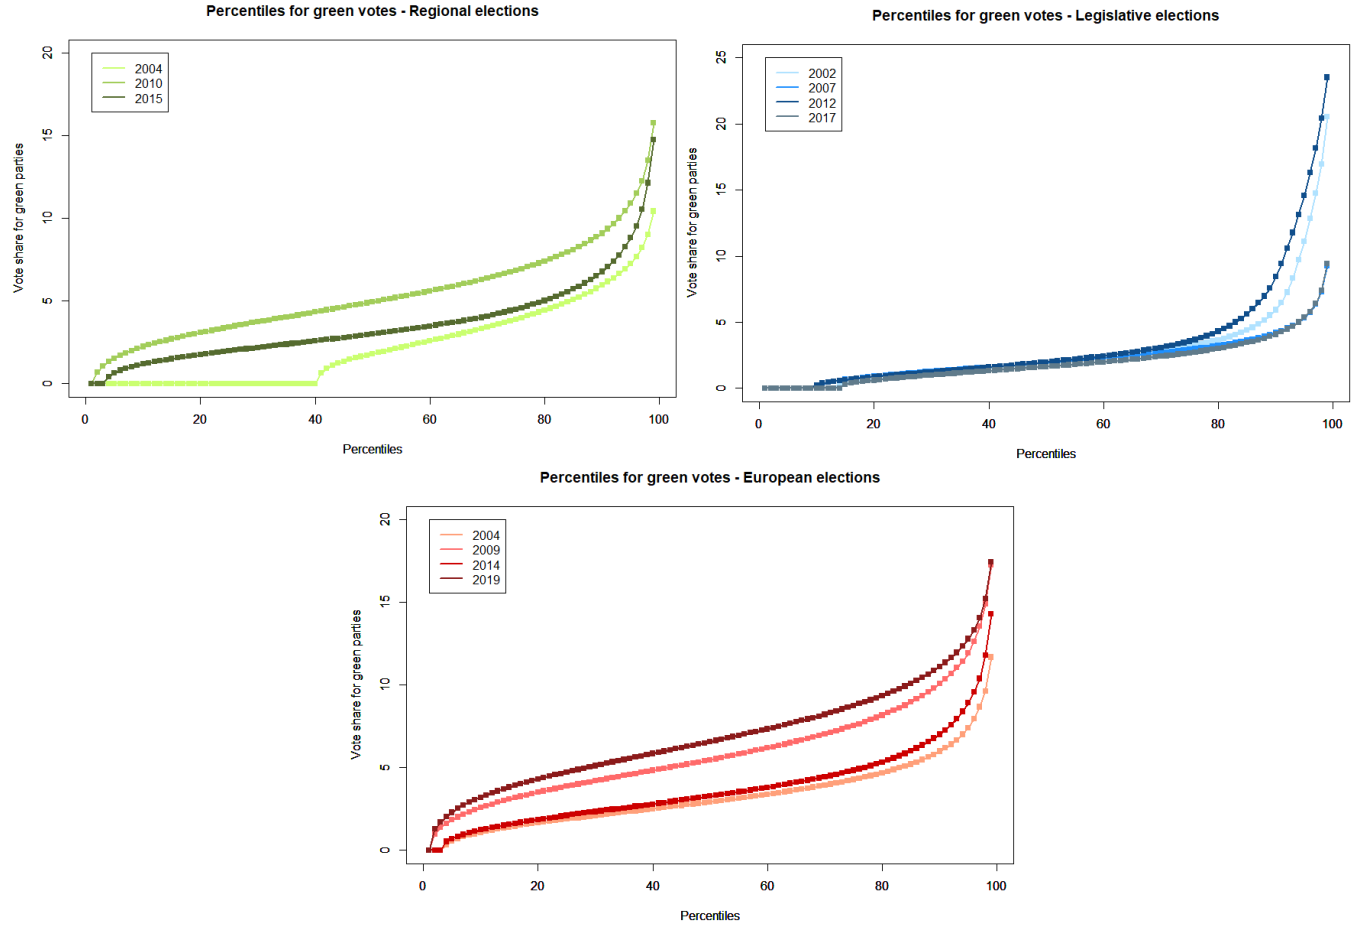 Percentiles for green votes - Regional elections
20
15
10
5
0
Vote share for green parties
2004
2010
2015
0 20 40 60 80 100
Percentiles
Percentiles for green votes - Legislative elections
25
20
15
10
5
0
Vote share for green parties
2002
2007
2012
2017
0 20 40 60 80 100
Percentiles
Percentiles for green votes - European elections
20
15
10
5
0
Vote share for green parties
2004
2009
2014
2019
0 20 40 60 80 100
Percentiles